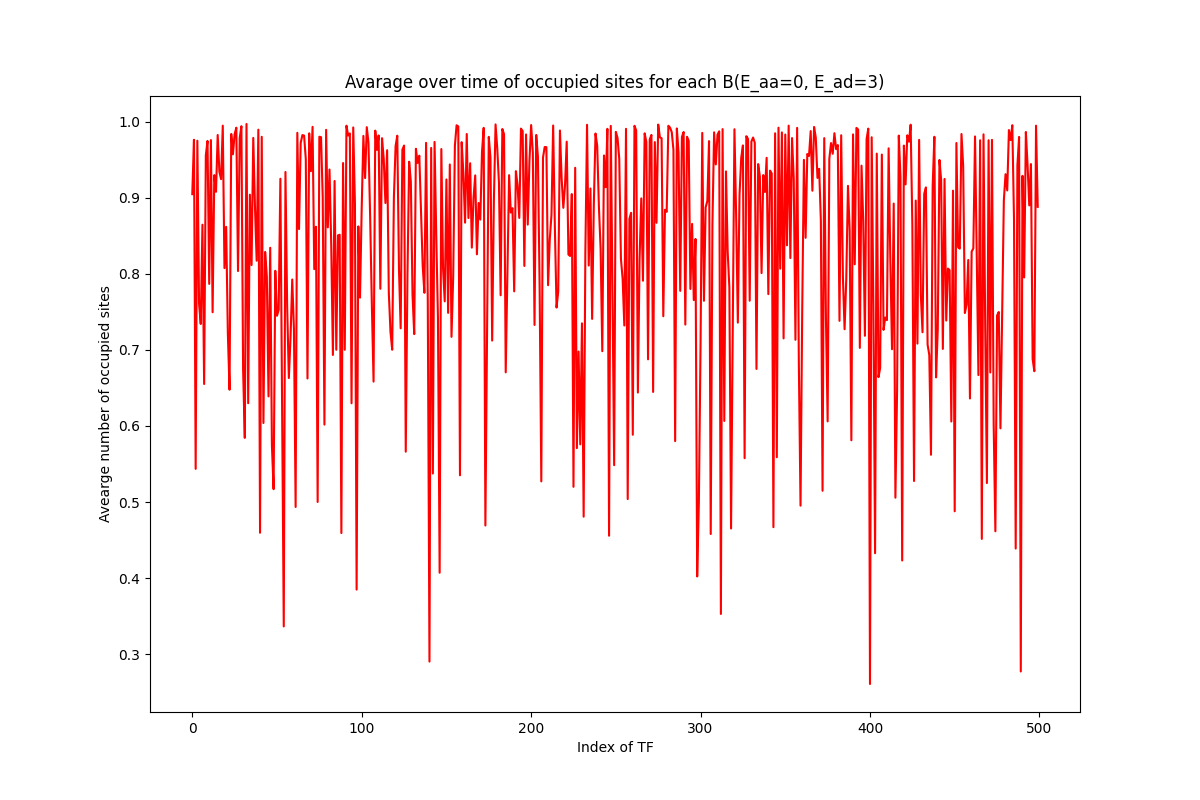 Avarage over time of occupied sites for each B(E_aa=0, E_ad=3)
Avearge number of occupied sites
1.0
0.9
0.8
0.7
0.6
0.5
0.4
0.3
0 100 200 300 400 500
Index of TF